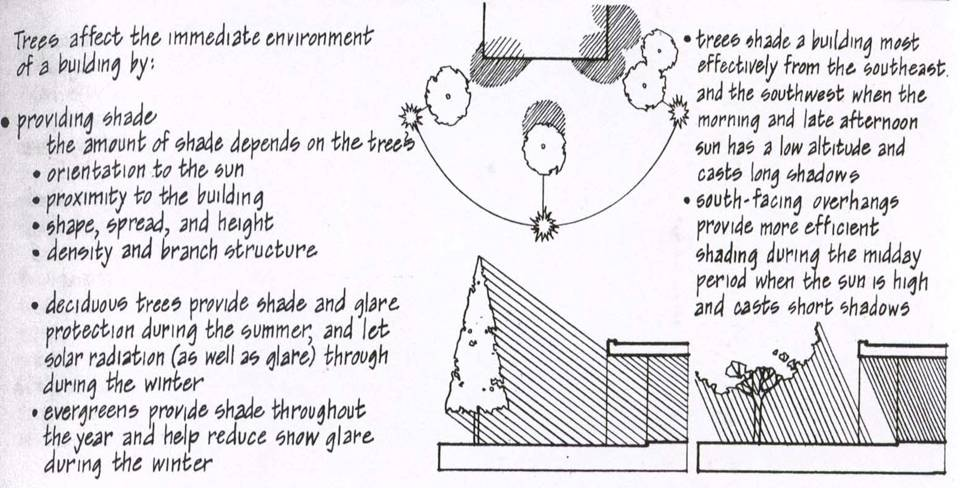 Trees affect the immediate environment
of a building by:
• providing shade
the amount of shade depends on the trees
• orientation to the sun
• proximity to the building
• shape, spread, and height
• density and branch structure
• deciduous trees provide shade and glare
protection during the summer, and let
solar radiation (as well as glare) through
during the winter
• evergreens provide shade throughout
the year and help reduce snow glare
during the winter
• trees shade a building most
effectively from the southeast.
and the southwest when the
morning and late afternoon
sun has a low altitude and
casts long shadows
• south-facing overhangs
provide more efficient
shading during the midday
period when the sun is high
and casts short shadows